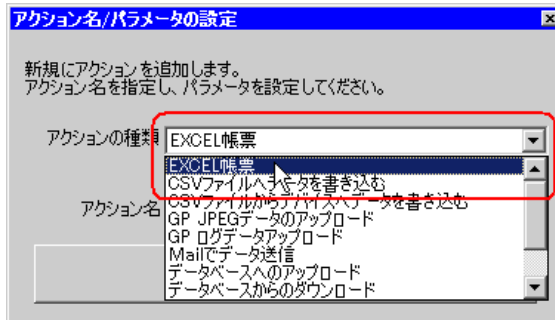 アクション名/パラメータの設定
新規にアクションを追加します。
アクション名を指定し、パラメータを設定してください。
アクションの種類 EXCEL帳票
EXCEL帳票
CSVファイルへデータを書き込む
アクション名 CSVファイルからデバイスへデータを書き込む
GP JPEGデータのアップロード
GP ログデータアップロード
Mailでデータ送信
データベースへのアップロード
データベースからのダウンロード